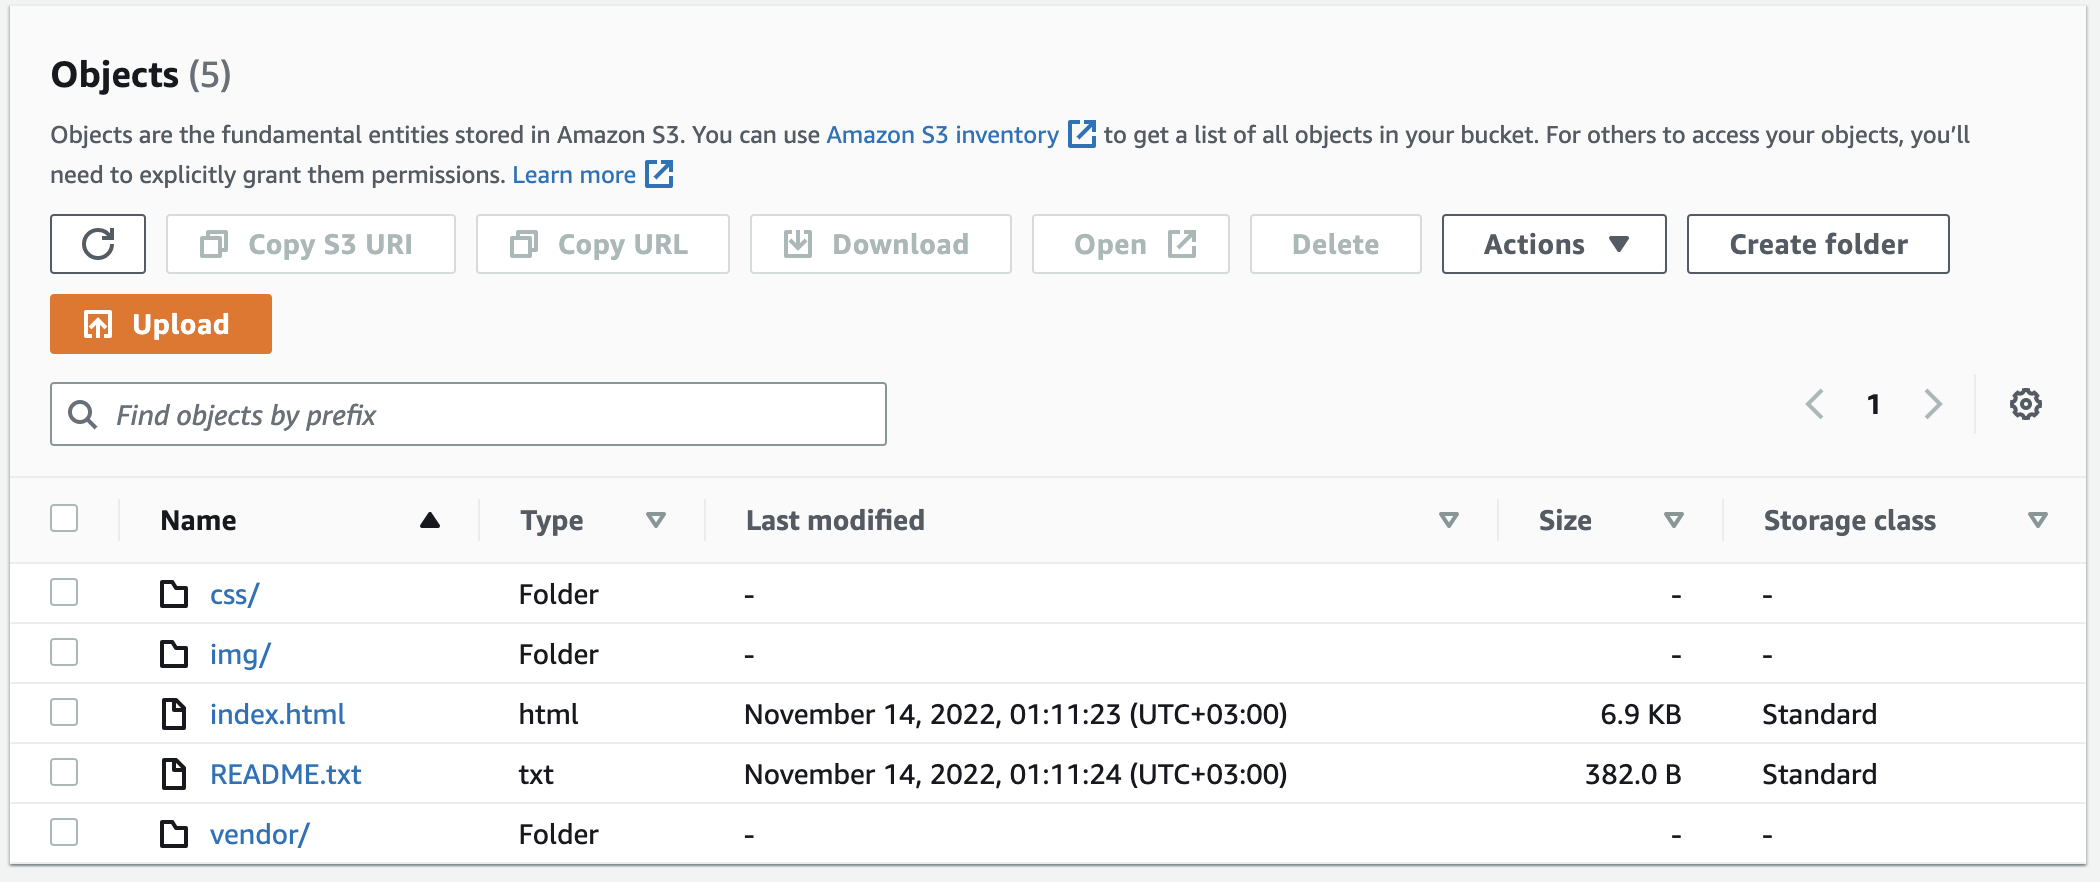 Objects (5)
Objects are the fundamental entities stored in Amazon S3. You can use Amazon S3 inventory to get a list of all objects in your bucket. For others to access your objects, you’ll
need to explicitly grant them permissions. Learn more
Copy S3 URI Copy URL Download Open Delete Actions Create folder
Upload
Find objects by prefix 1
Name Type Last modified Size Storage class
css/ Folder - - -
img/ Folder - - -
index.html html November 14, 2022, 01:11:23 (UTC+03:00) 6.9 KB Standard
README.txt txt November 14, 2022, 01:11:24 (UTC+03:00) 382.0 B Standard
vendor/ Folder - - -